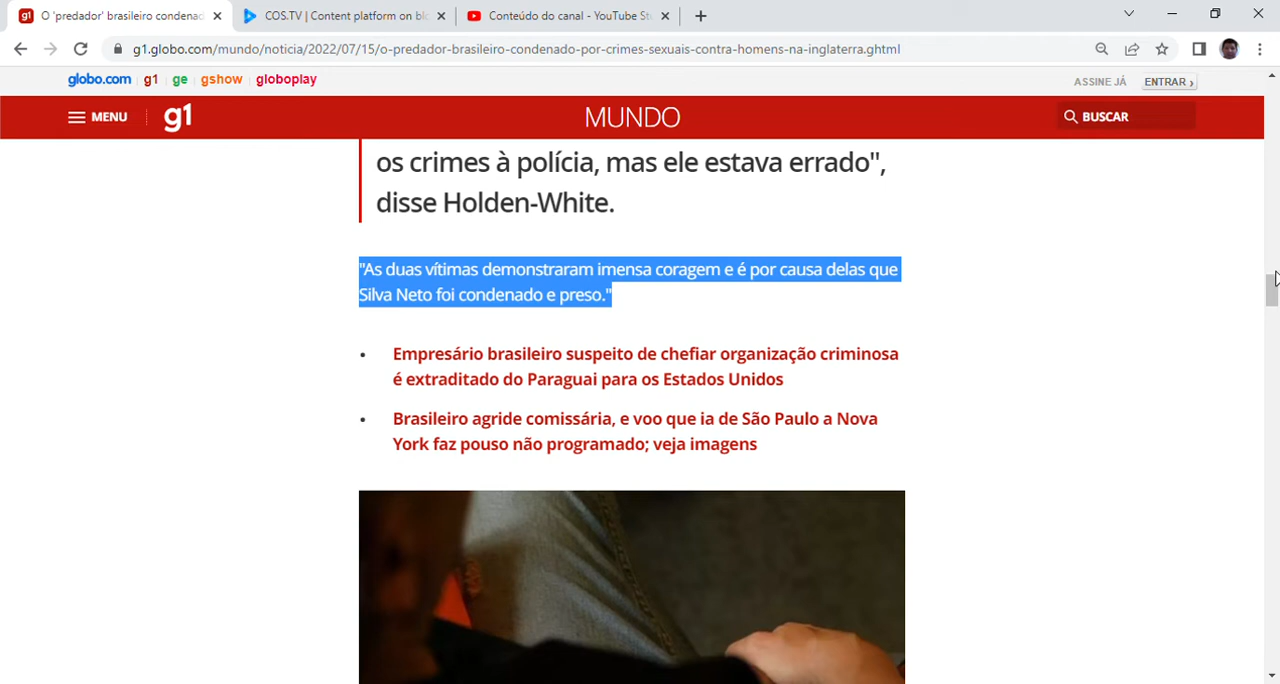 O 'predador' brasileiro condenad
COS.TV | Content platform on blo
Conteúdo do canal - YouTube Stu
g1.globo.com/mundo/noticia/2022/07/15/o-predador-brasileiro-condenado-por-crimes-sexuais-contra-homens-na-inglaterra.ghtml
globo.com g1 ge gshow globoplay
ASSINE JÁ ENTRAR ›
MENU g1 MUNDO BUSCAR
os crimes à polícia, mas ele estava errado",
disse Holden-White.
"As duas vítimas demonstraram imensa coragem e é por causa delas que
Silva Neto foi condenado e preso."
• Empresário brasileiro suspeito de chefiar organização criminosa
é extraditado do Paraguai para os Estados Unidos
• Brasileiro agride comissária, e voo que ia de São Paulo a Nova
York faz pouso não programado; veja imagens